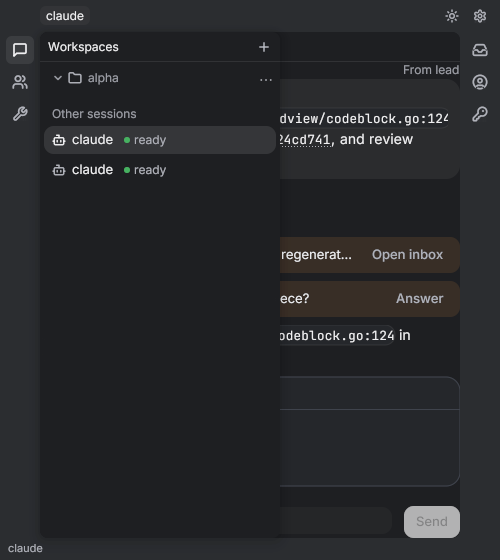 claude
Workspaces
alpha
Other sessions
claude ready
claude ready
From lead
dview/codeblock.go:124
24cd741, and review
regenerat... Open inbox
ece? Answer
odeblock.go:124 in
Send
claude